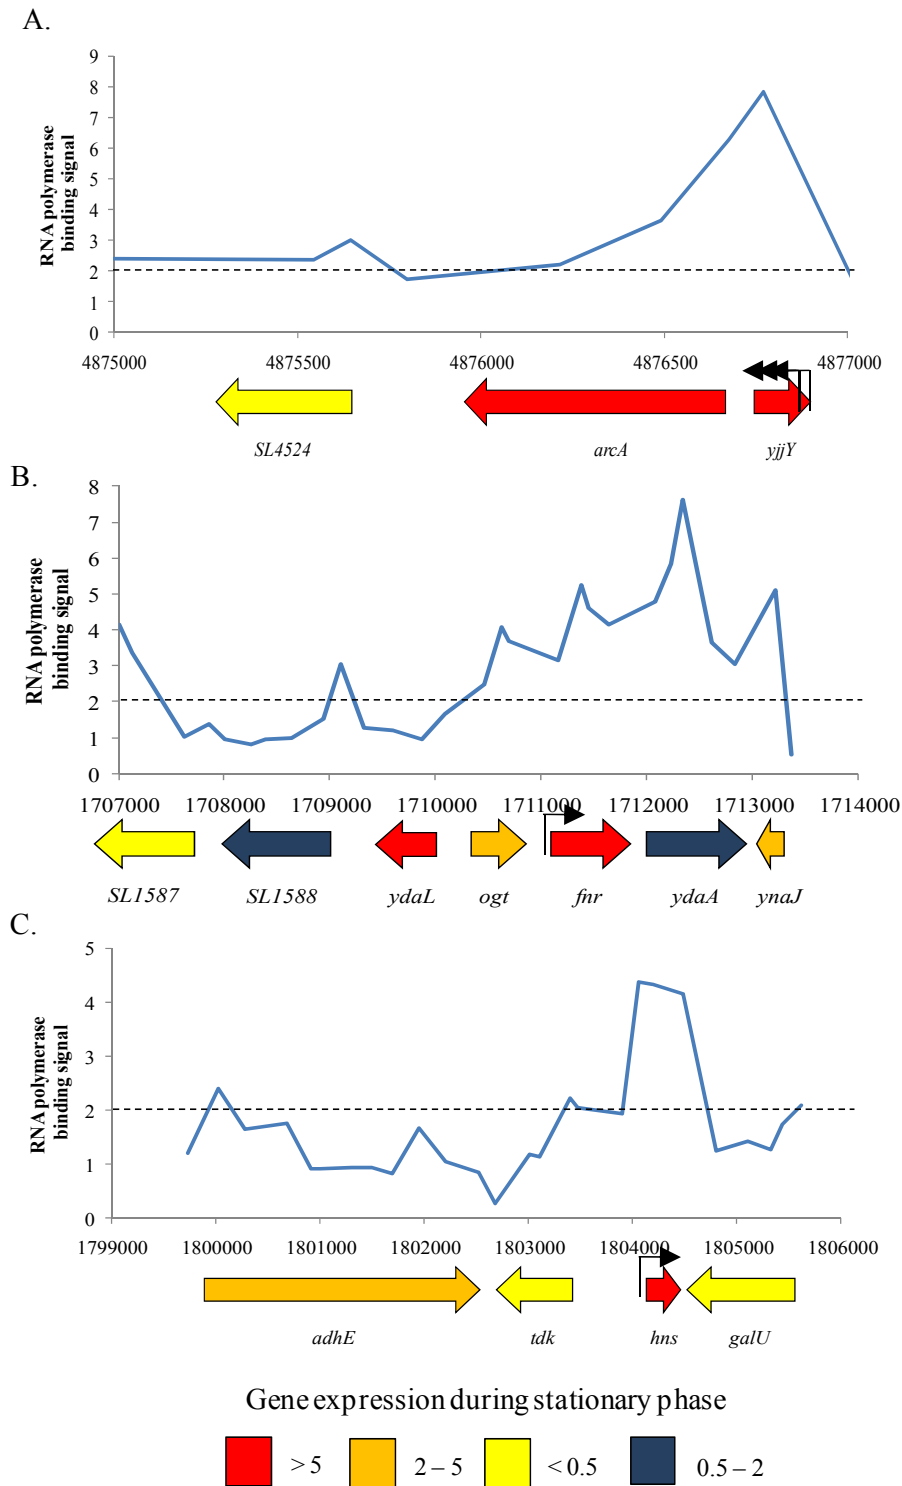 A.
9
8
7
6
5
4
3
2
1
0
RNA polymerase
binding signal
4875000 4875500 4876000 4876500 4877000
SL4524 arcA yjjY
B.
8
7
6
5
4
3
2
1
0
RNA polymerase
binding signal
1707000 1708000 1709000 1710000 1711000 1712000 1713000 1714000
SL1587 SL1588 ydaL ogt fnr ydaA ynaJ
C.
5
4
3
2
1
0
RNA polymerase
binding signal
1799000 1800000 1801000 1802000 1803000 1804000 1805000 1806000
adhE tdk hns galU
Gene expression during stationary phase
> 5 2 – 5 < 0.5 0.5 – 2